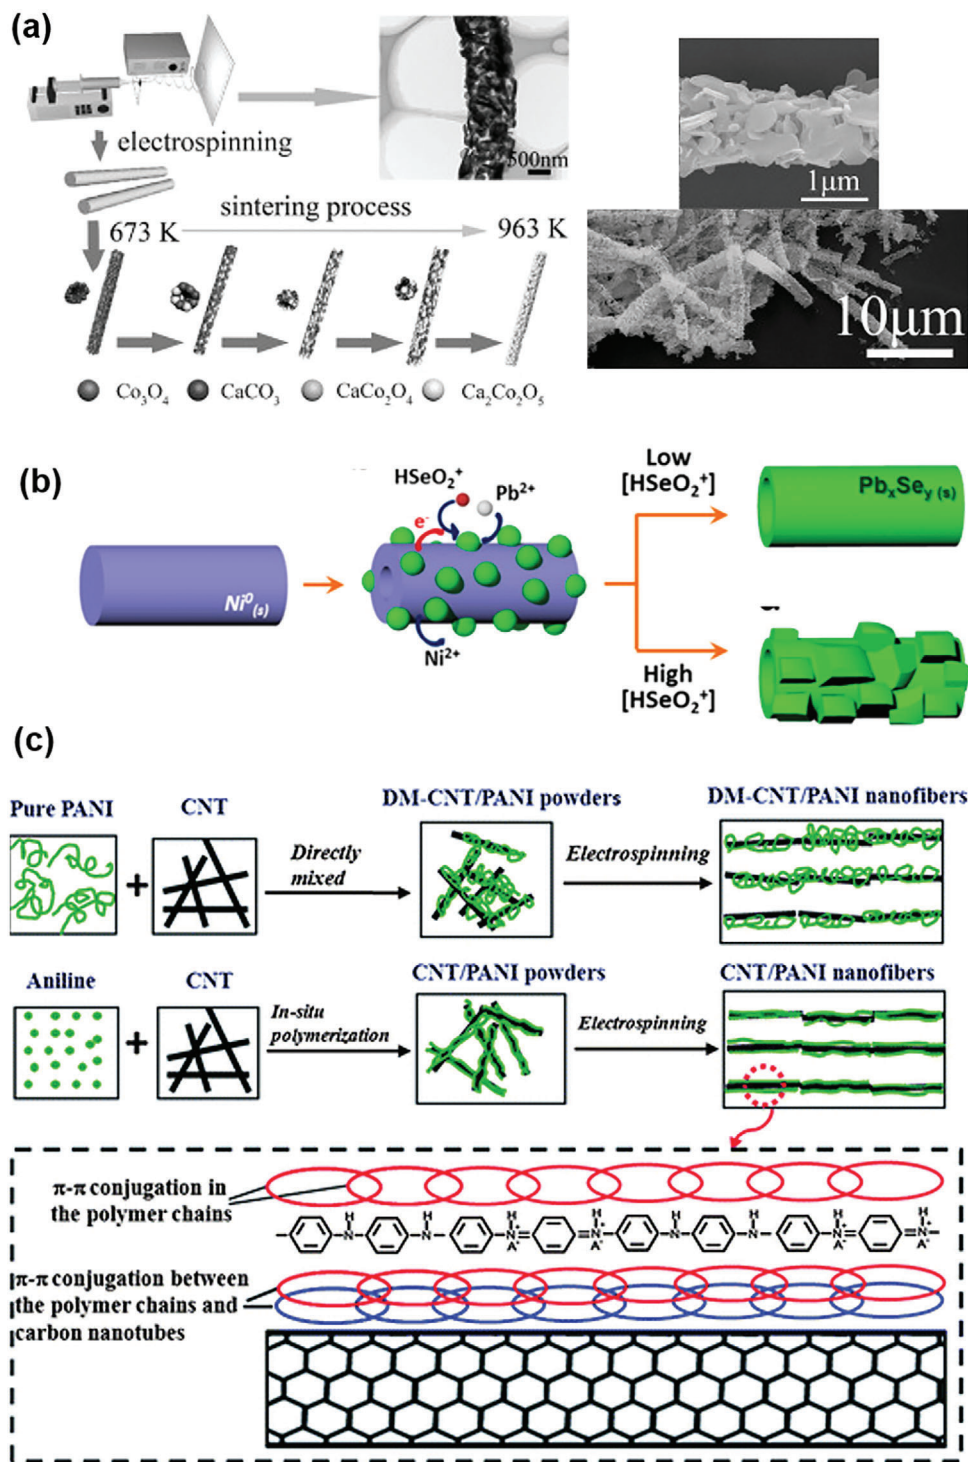 (a)
electrospinning
500nm
1μm
673 K
sintering process
963 K
10μm
Co₃O₄
CaCO₃
CaCo₂O₄
Ca₂Co₂O₅
(b)
HSeO₂⁺
Pb²⁺
e⁻
Ni⁰(s)
Ni²⁺
Low
[HSeO₂⁺]
PbₓSeᵧ (s)
High
[HSeO₂⁺]
(c)
Pure PANI
CNT
DM-CNT/PANI powders
DM-CNT/PANI nanofibers
+
Directly
mixed
Electrospinning
Aniline
CNT
CNT/PANI powders
CNT/PANI nanofibers
+
In-situ
polymerization
Electrospinning
π-π conjugation in
the polymer chains
H H H H H H H H
N N N⁺ N⁺ N N N⁺ N⁺
A⁻ A⁻ A⁻ A⁻
π-π conjugation between
the polymer chains and
carbon nanotubes